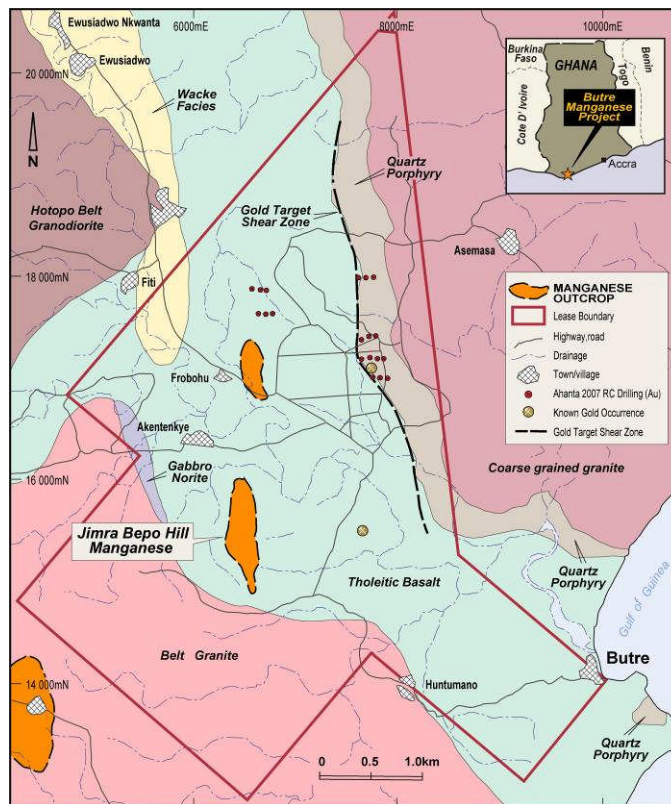 6000mE
8000mE
10000mE
Ewusiadwo Nkwanta
Ewusiadwo
20 000mN
Wacke
Facies
N
Burkina
Faso
GHANA
Benin
Togo
Cote D' Ivoire
Butre
Manganese
Project
Accra
Quartz
Porphyry
Hotopo Belt
Granodiorite
Gold Target
Shear Zone
Asemasa
18 000mN
Fiti
MANGANESE
OUTCROP
Lease Boundary
Highway,road
Drainage
Town/village
Ahanta 2007 RC Drilling (Au)
Known Gold Occurrence
Gold Target Shear Zone
Frobohu
Akentenkye
Gabbro
Norite
Coarse grained granite
16 000mN
Jimra Bepo Hill
Manganese
Tholeitic Basalt
Quartz
Porphyry
Gulf of Guinea
Belt Granite
Butre
14 000mN
Huntumano
Quartz
Porphyry
0 0.5 1.0km